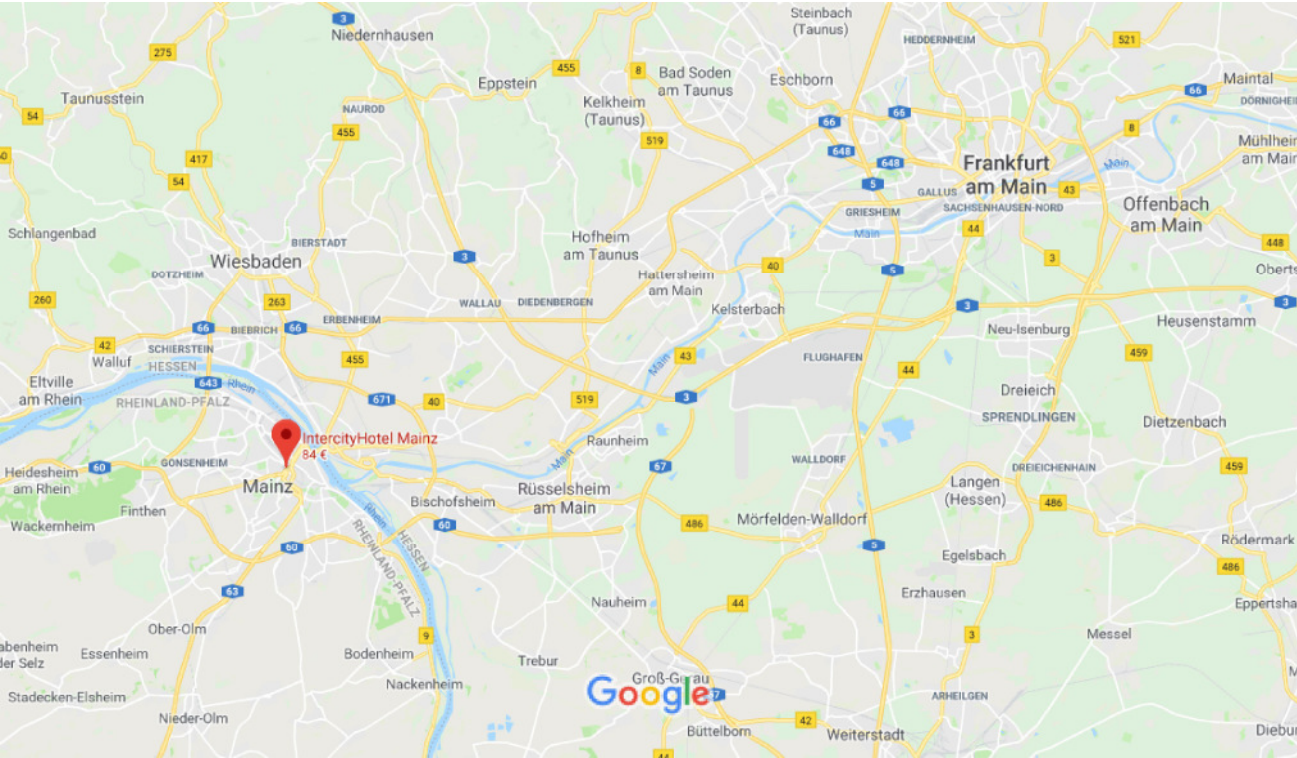 Steinbach
(Taunus)
3
Niedernhausen
HEDDERNHEIM
521
275
455
8
Bad Soden
am Taunus
Eschborn
Maintal
Eppstein
66
DÖRNIGHEI
Taunusstein
NAUROD
Kelkheim
(Taunus)
54
455
519
66
66
8
Mühlhei
am Main
648
648
Frankfurt
am Main
Main
417
54
5
GALLUS
43
SACHSENHAUSEN-NORD
Offenbach
am Main
GRIESHEIM
Main
44
Schlangenbad
BIERSTADT
Hofheim
am Taunus
448
Wiesbaden
3
3
40
5
Oberts
DOTZHEIM
Hattersheim
am Main
260
263
WALLAU
DIEDENBERGEN
Kelsterbach
3
3
ERBENHEIM
66
BIEBRICH
66
Neu-Isenburg
Heusenstamm
42
SCHIERSTEIN
Walluf
HESSEN
455
Main
43
FLUGHAFEN
459
44
Eltville
am Rhein
643
Rhein
RHEINLAND-PFALZ
671
40
519
3
Dreieich
SPRENDLINGEN
Dietzenbach
IntercityHotel Mainz
84 €
Raunheim
Main
WALLDORF
67
GONSENHEIM
60
Heidesheim
am Rhein
Mainz
DREIEICHENHAIN
459
Langen
(Hessen)
Rüsselsheim
am Main
Bischofsheim
486
Finthen
Rhein
Wackernheim
60
486
Mörfelden-Walldorf
60
HESSEN
RHEINLAND-PFALZ
5
Rödermark
Egelsbach
486
63
Erzhausen
Nauheim
44
Eppertsha
Ober-Olm
9
3
Messel
abenheim
der Selz
Essenheim
Bodenheim
Trebur
Groß-Gerau
Google
7
Nackenheim
Stadecken-Elsheim
ARHEILGEN
Nieder-Olm
42
Büttelborn
Weiterstadt
Diebur
44